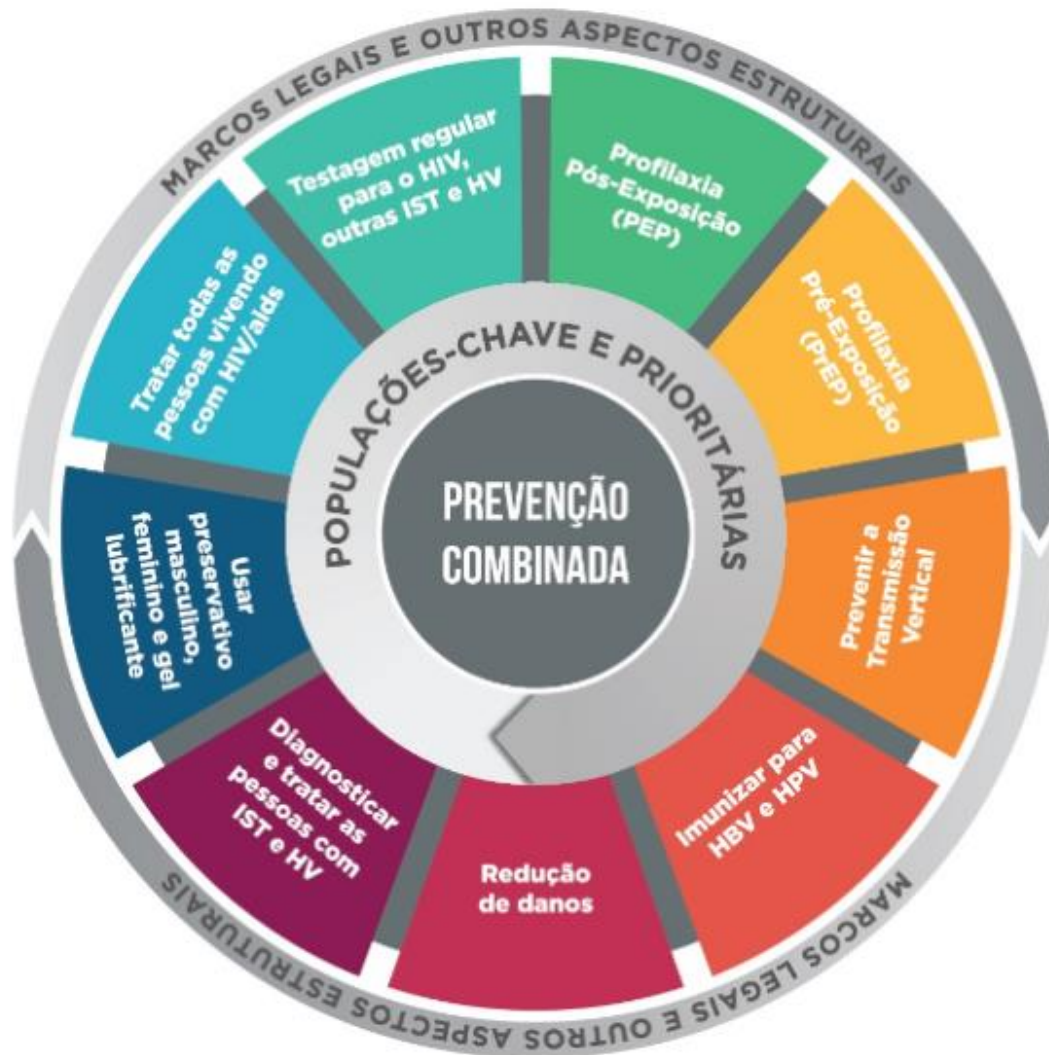 MARCOS LEGAIS E OUTROS ASPECTOS ESTRUTURAIS
Testagem regular
para o HIV,
outras IST e HV
Profilaxia
Pós-Exposição
(PEP)
Profilaxia
Pré-Exposição
(PrEP)
Prevenir a
Transmissão
Vertical
Imunizar para
HBV e HPV
Redução
de danos
Diagnosticar
e tratar as
pessoas com
IST e HV
Usar
preservativo
masculino,
feminino e gel
lubrificante
Tratar todas as
pessoas vivendo
com HIV/aids
POPULAÇÕES-CHAVE E PRIORITÁRIAS
PREVENÇÃO
COMBINADA
MARCOS LEGAIS E OUTROS ASPECTOS ESTRUTURAIS